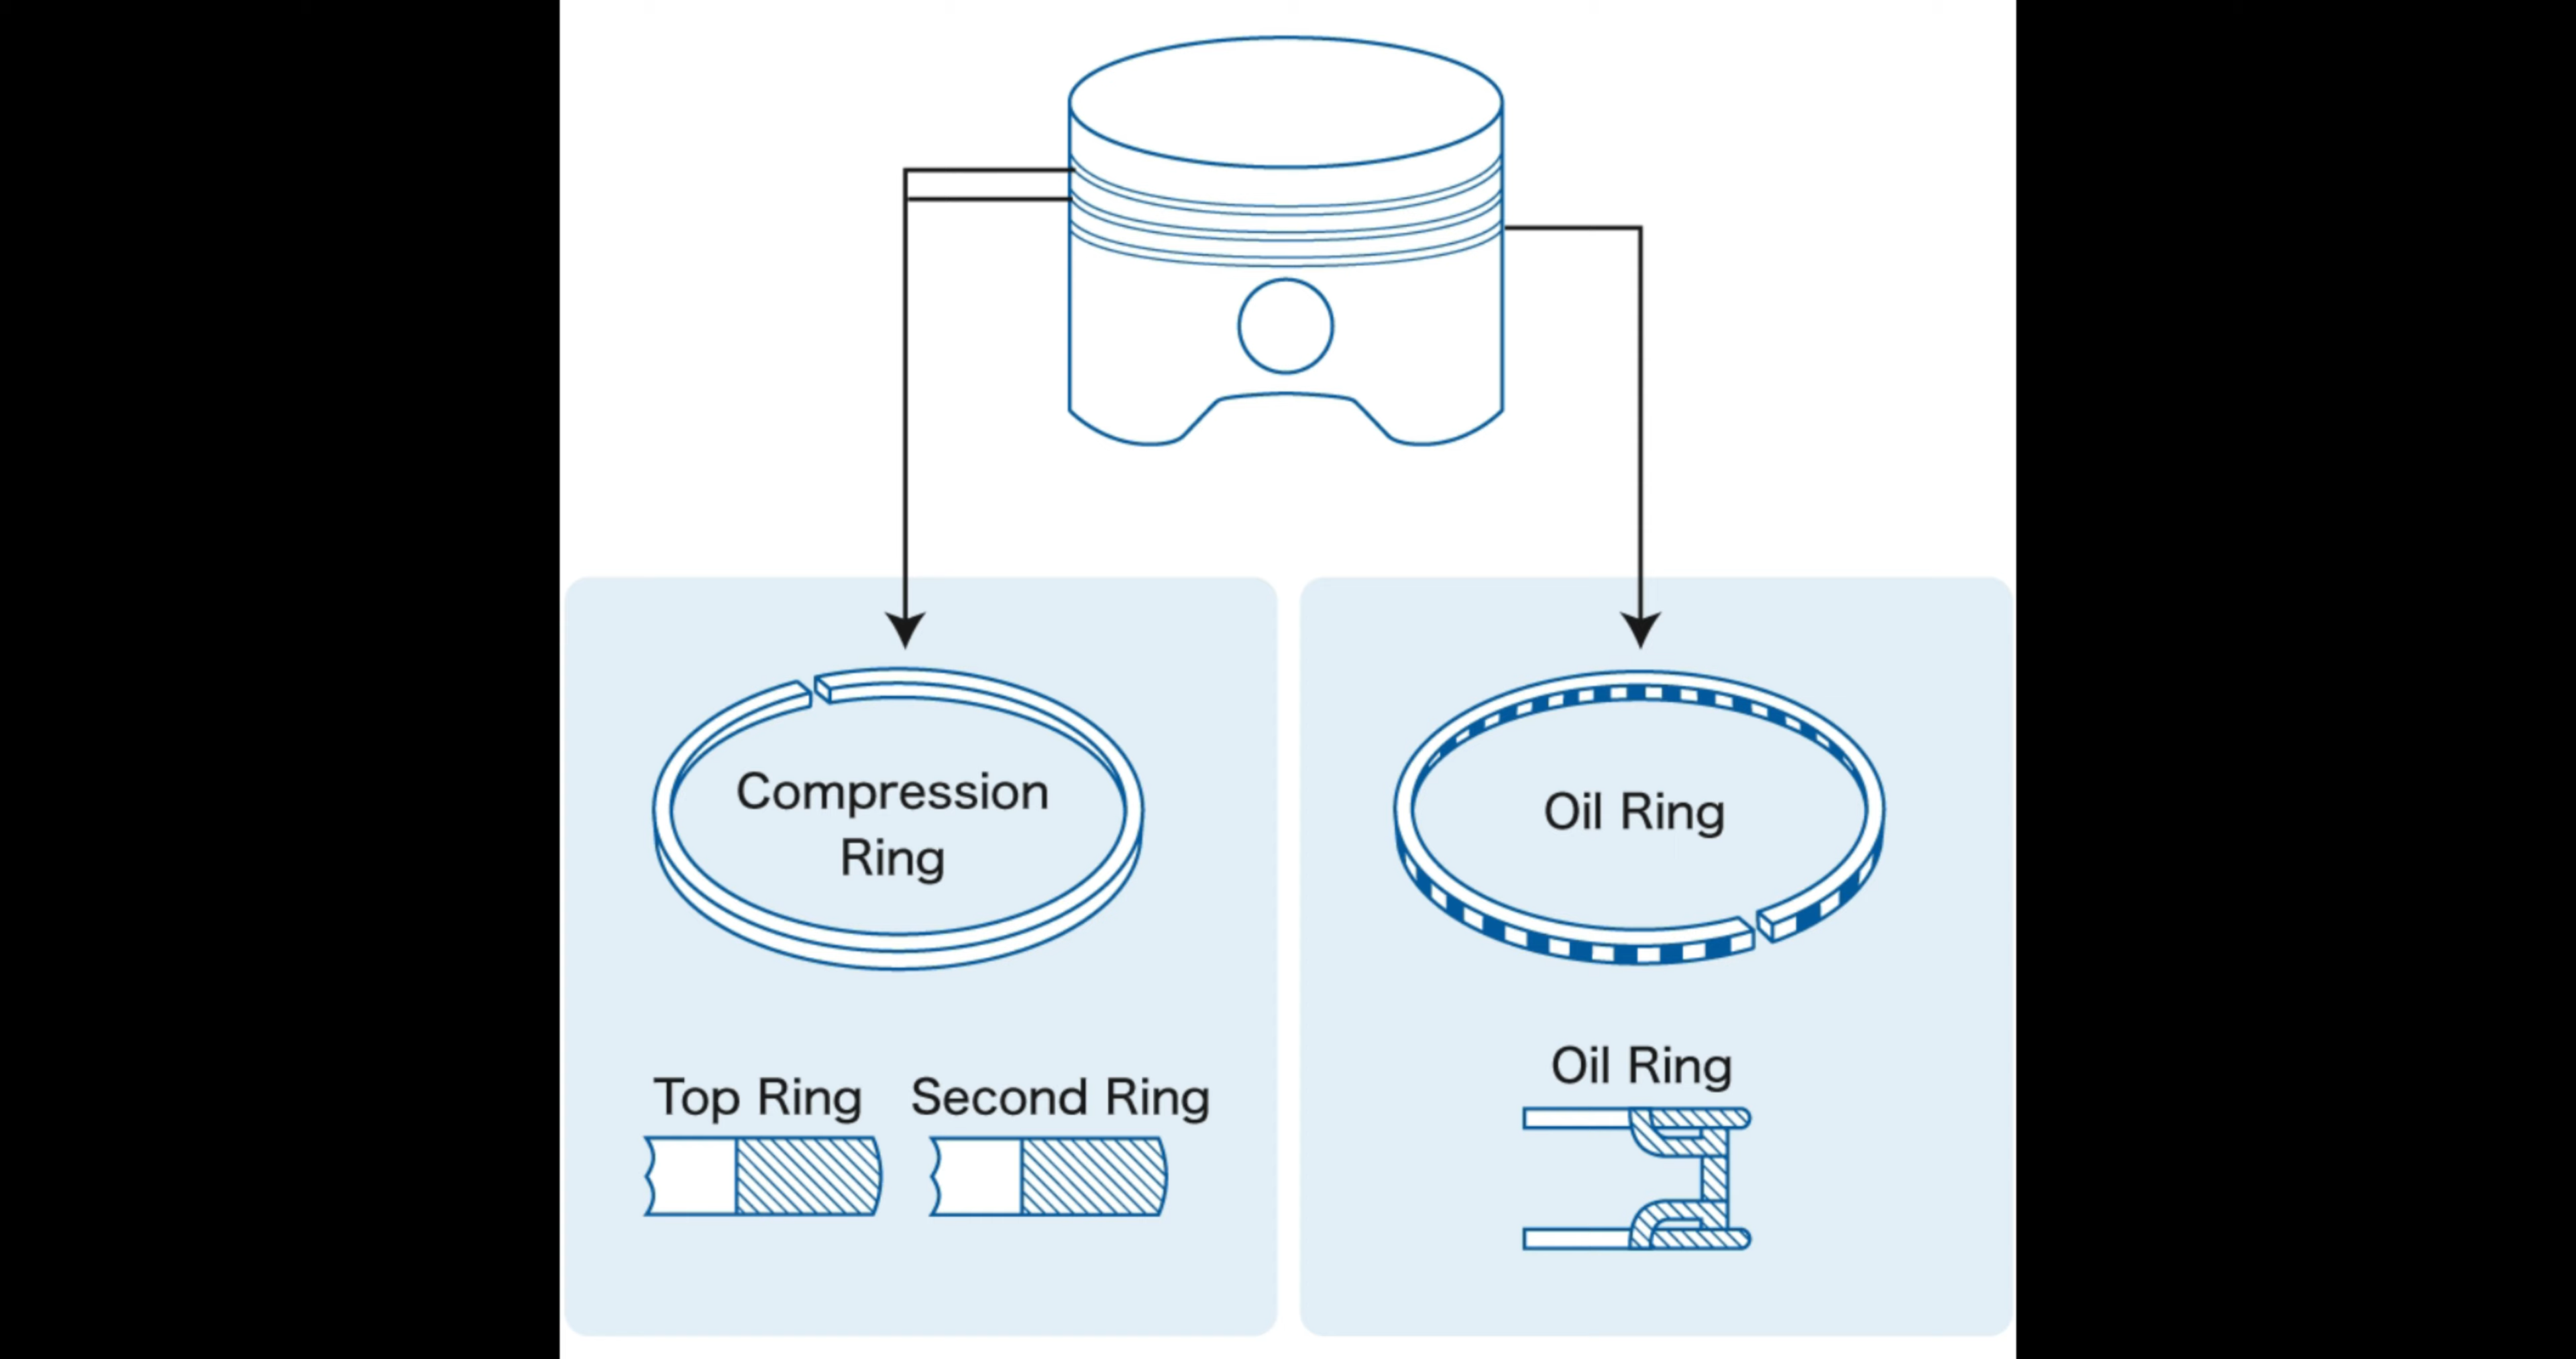 Compression
Ring
Oil Ring
Top Ring
Second Ring
Oil Ring